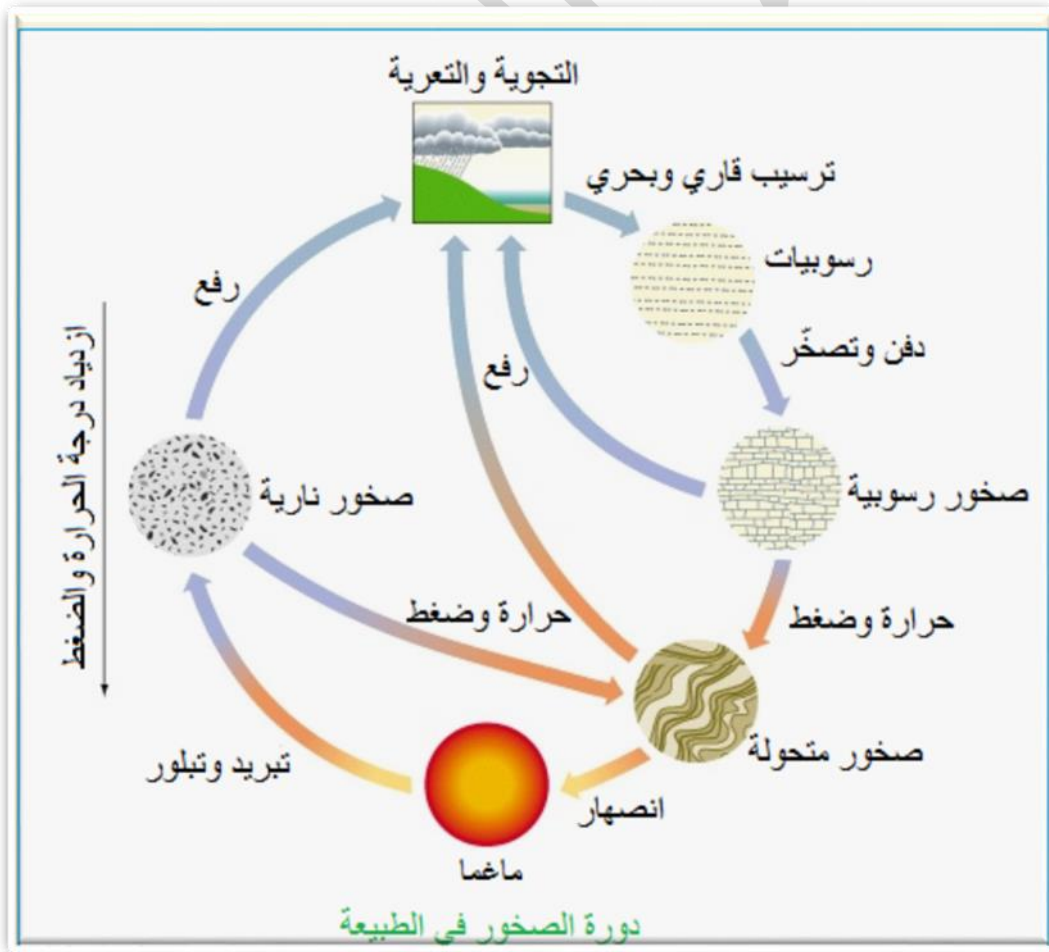 التجوية والتعرية
ترسيب قاري وبحري
رسوبيات
دفن وتصخّر
رفع
رفع
ازدياد درجة الحرارة والضغط
صخور نارية
صخور رسوبية
حرارة وضغط
حرارة وضغط
صخور متحولة
تبريد وتبلور
انصهار
ماغما
دورة الصخور في الطبيعة